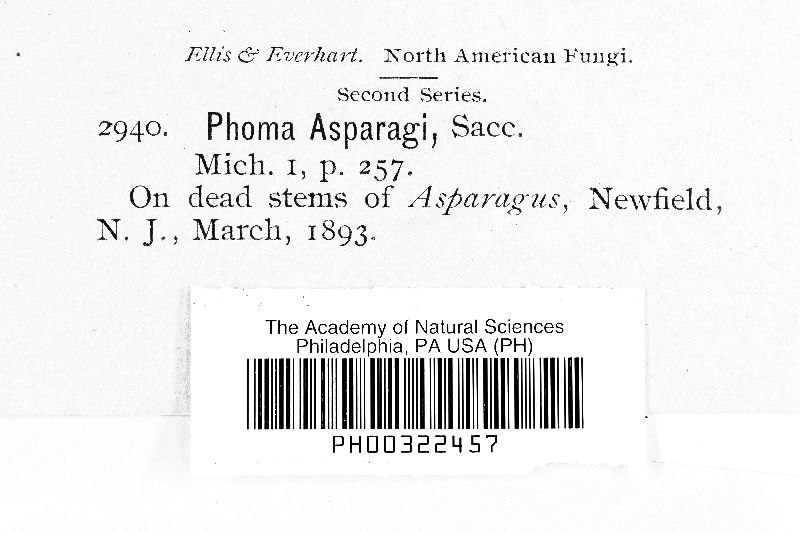 Ellis & Everhart. North American Fungi.
Second Series.
2940. Phoma Asparagi, Sacc.
Mich. 1, p. 257.
On dead stems of Asparagus, Newfield,
N. J., March, 1893.
The Academy of Natural Sciences
Philadelphia, PA USA (PH)
PH00322457